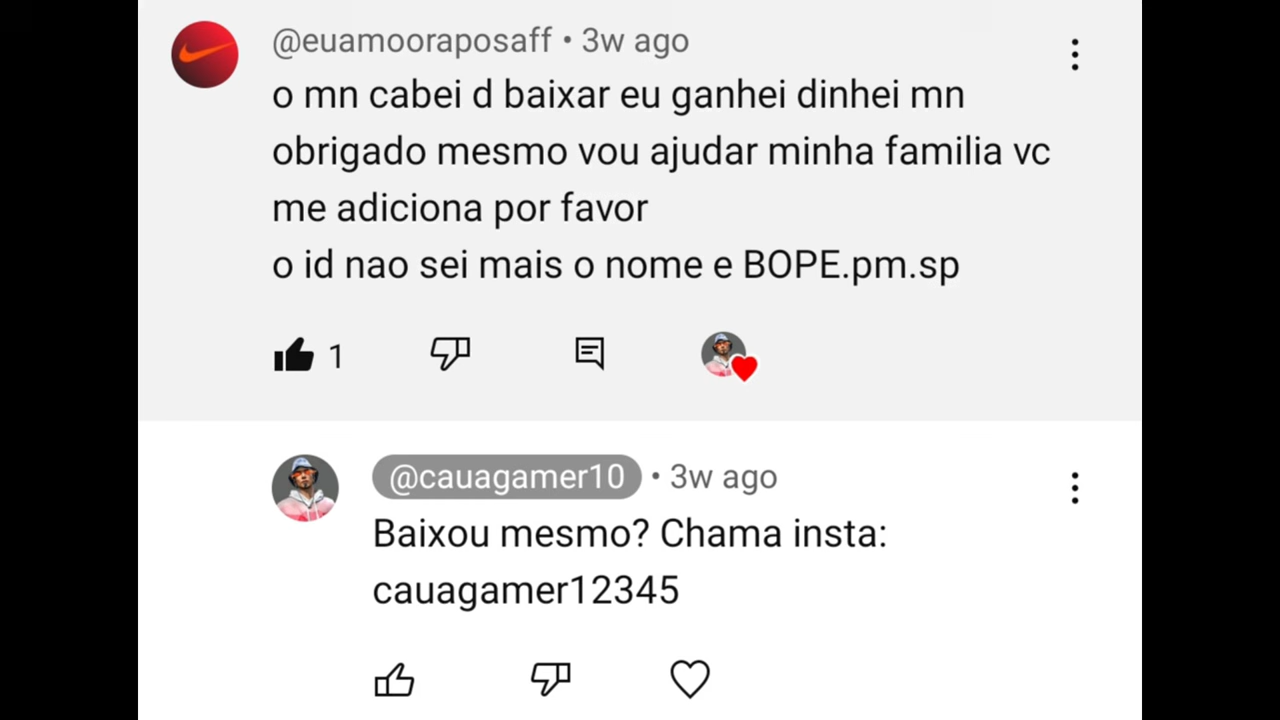 @euamooraposaff • 3w ago
o mn cabei d baixar eu ganhei dinhei mn
obrigado mesmo vou ajudar minha familia vc
me adiciona por favor
o id nao sei mais o nome e BOPE.pm.sp
1
@cauagamer10 • 3w ago
Baixou mesmo? Chama insta:
cauagamer12345